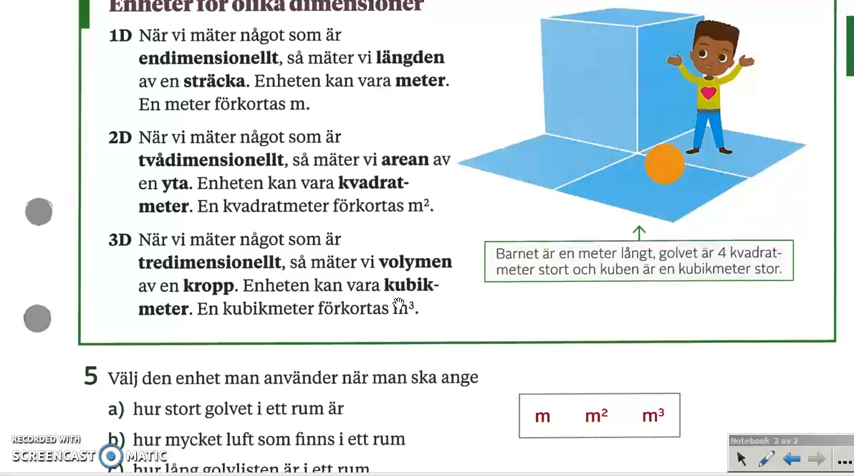 Enheter för olika dimensioner
1D När vi mäter något som är
endimensionellt, så mäter vi längden
av en sträcka. Enheten kan vara meter.
En meter förkortas m.
2D När vi mäter något som är
tvådimensionellt, så mäter vi arean av
en yta. Enheten kan vara kvadrat-
meter. En kvadratmeter förkortas m².
3D När vi mäter något som är
tredimensionellt, så mäter vi volymen
av en kropp. Enheten kan vara kubik-
meter. En kubikmeter förkortas m³.
Barnet är en meter långt, golvet är 4 kvadrat-
meter stort och kuben är en kubikmeter stor.
5 Välj den enhet man använder när man ska ange
a) hur stort golvet i ett rum är
b) hur mycket luft som finns i ett rum
c) hur lång golvlisten är i ett rum
m m² m³
RECORDED WITH
SCREENCAST MATIC
Notebook 2 av 2